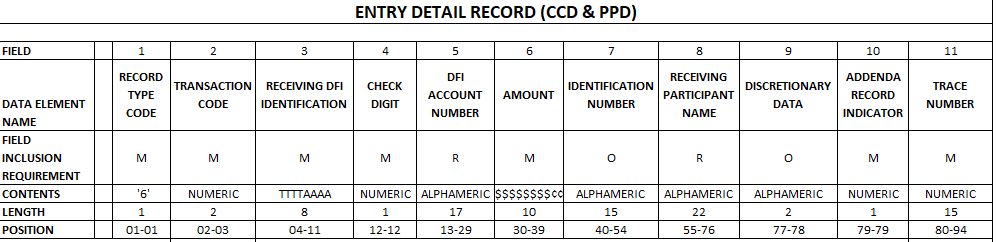 ENTRY DETAIL RECORD (CCD & PPD)
FIELD 1 2 3 4 5 6 7 8 9 10 11
DATA ELEMENT NAME RECORD TYPE CODE TRANSACTION CODE RECEIVING DFI IDENTIFICATION CHECK DIGIT DFI ACCOUNT NUMBER AMOUNT IDENTIFICATION NUMBER RECEIVING PARTICIPANT NAME DISCRETIONARY DATA ADDENDA RECORD INDICATOR TRACE NUMBER
FIELD INCLUSION REQUIREMENT M M M M R M O R O M M
CONTENTS '6' NUMERIC TTTTAAAA NUMERIC ALPHAMERIC $$$$$$$$¢¢ ALPHAMERIC ALPHAMERIC ALPHAMERIC NUMERIC NUMERIC
LENGTH 1 2 8 1 17 10 15 22 2 1 15
POSITION 01-01 02-03 04-11 12-12 13-29 30-39 40-54 55-76 77-78 79-79 80-94